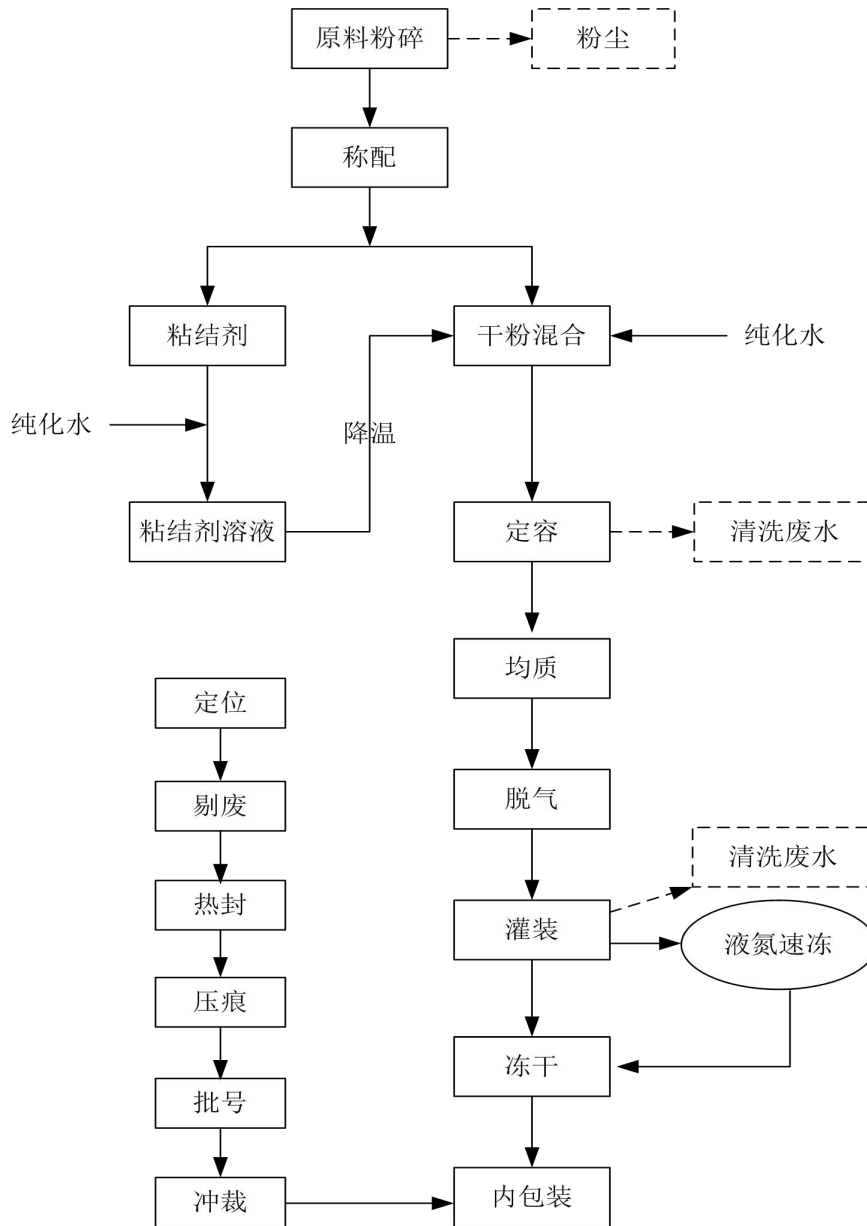 原料粉碎
粉尘
称配
粘结剂
干粉混合
纯化水
纯化水
降温
粘结剂溶液
定容
清洗废水
均质
定位
脱气
剔废
清洗废水
热封
灌装
液氮速冻
压痕
冻干
批号
冲裁
内包装